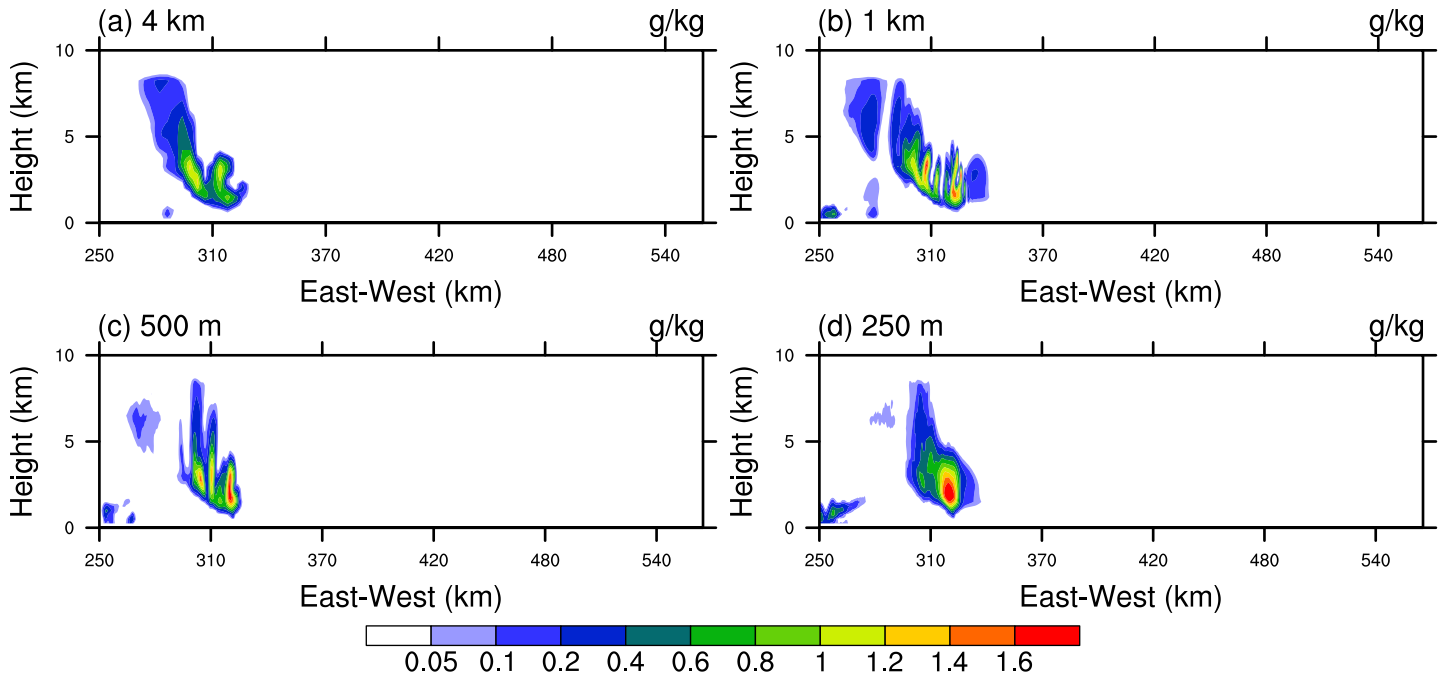 (a) 4 km g/kg
10
5
0
Height (km)
250 310 370 420 480 540
East-West (km)
(b) 1 km g/kg
10
5
0
Height (km)
250 310 370 420 480 540
East-West (km)
(c) 500 m g/kg
10
5
0
Height (km)
250 310 370 420 480 540
East-West (km)
(d) 250 m g/kg
10
5
0
Height (km)
250 310 370 420 480 540
East-West (km)
0.05 0.1 0.2 0.4 0.6 0.8 1 1.2 1.4 1.6